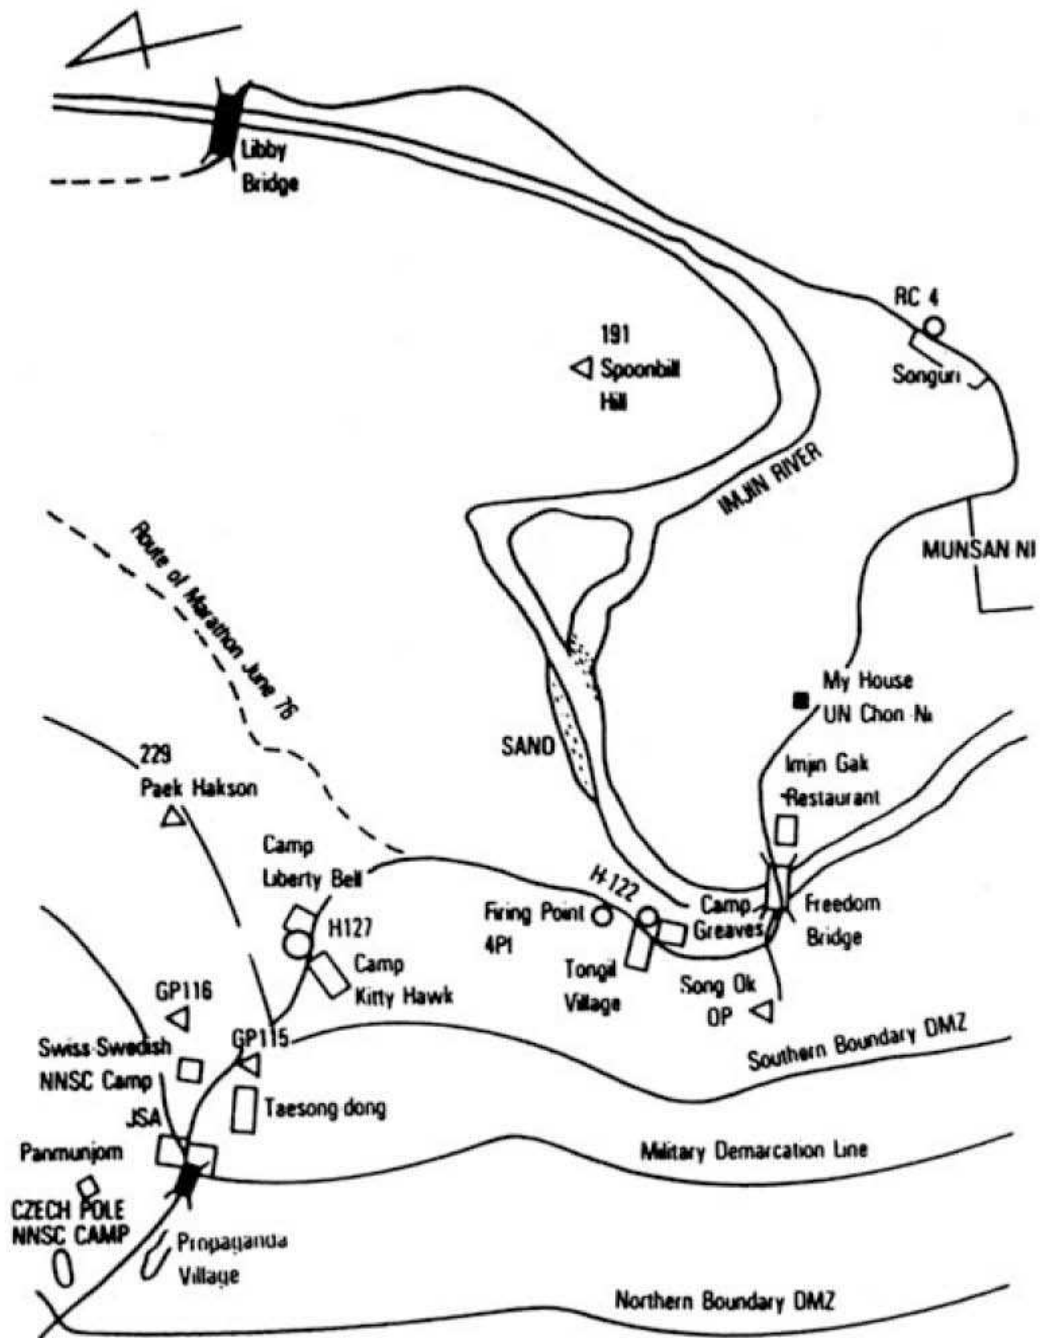 Libby
Bridge
RC 4
Songuri
191
Spoonbill
Hill
IMJIN RIVER
MUNSAN NI
Route of Marathon June 76
My House
UN Chon-Ni
SAND
Imjin Gak
Restaurant
229
Paek Hakson
Camp
Liberty Bell
H-122
Firing Point
4P1
Camp
Greaves
Freedom
Bridge
H127
Camp
Kitty Hawk
Tongil
Village
Song Ok
OP
GP116
GP115
Southern Boundary DMZ
Swiss-Swedish
NNSC Camp
Taesong-dong
JSA
Panmunjom
Military Demarcation Line
CZECH POLE
NNSC CAMP
Propaganda
Village
Northern Boundary DMZ